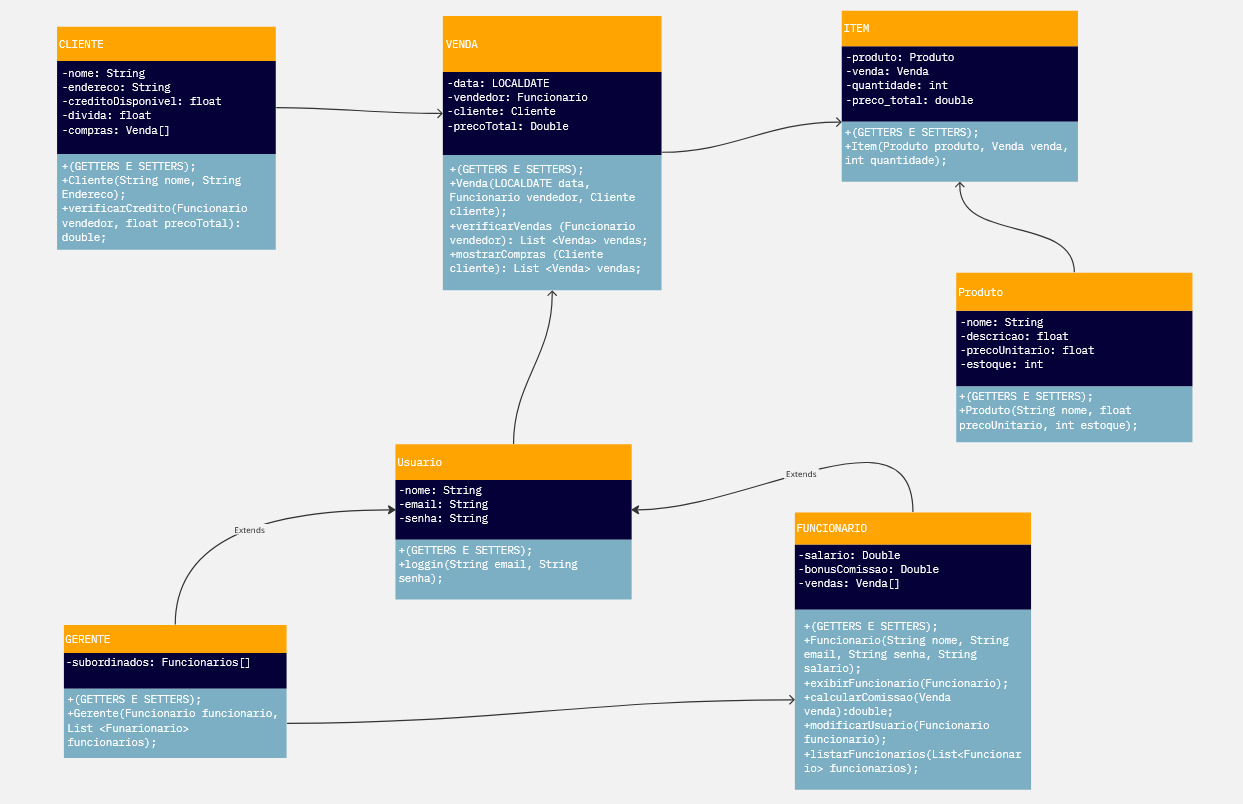 CLIENTE
-nome: String
-endereco: String
-creditoDisponivel: float
-divida: float
-compras: Venda[]
+(GETTERS E SETTERS);
+Cliente(String nome, String
Endereco);
+verificarCredito(Funcionario
vendedor, float precoTotal):
double;
VENDA
-data: LOCALDATE
-vendedor: Funcionario
-cliente: Cliente
-precoTotal: Double
+(GETTERS E SETTERS);
+Venda(LOCALDATE data,
Funcionario vendedor, Cliente
cliente);
+verificarVendas (Funcionario
vendedor): List <Venda> vendas;
+mostrarCompras (Cliente
cliente): List <Venda> vendas;
ITEM
-produto: Produto
-venda: Venda
-quantidade: int
-preco_total: double
+(GETTERS E SETTERS);
+Item(Produto produto, Venda venda,
int quantidade);
Produto
-nome: String
-descricao: float
-precoUnitario: float
-estoque: int
+(GETTERS E SETTERS);
+Produto(String nome, float
precoUnitario, int estoque);
Usuario
-nome: String
-email: String
-senha: String
+(GETTERS E SETTERS);
+loggin(String email, String
senha);
Extends
Extends
GERENTE
-subordinados: Funcionarios[]
+(GETTERS E SETTERS);
+Gerente(Funcionario funcionario,
List <Funarionario>
funcionarios);
FUNCIONARIO
-salario: Double
-bonusComissao: Double
-vendas: Venda[]
+(GETTERS E SETTERS);
+Funcionario(String nome, String
email, String senha, String
salario);
+exibirFuncionario(Funcionario);
+calcularComissao(Venda
venda):double;
+modificarUsuario(Funcionario
funcionario);
+listarFuncionarios(List<Funcionar
io> funcionarios);